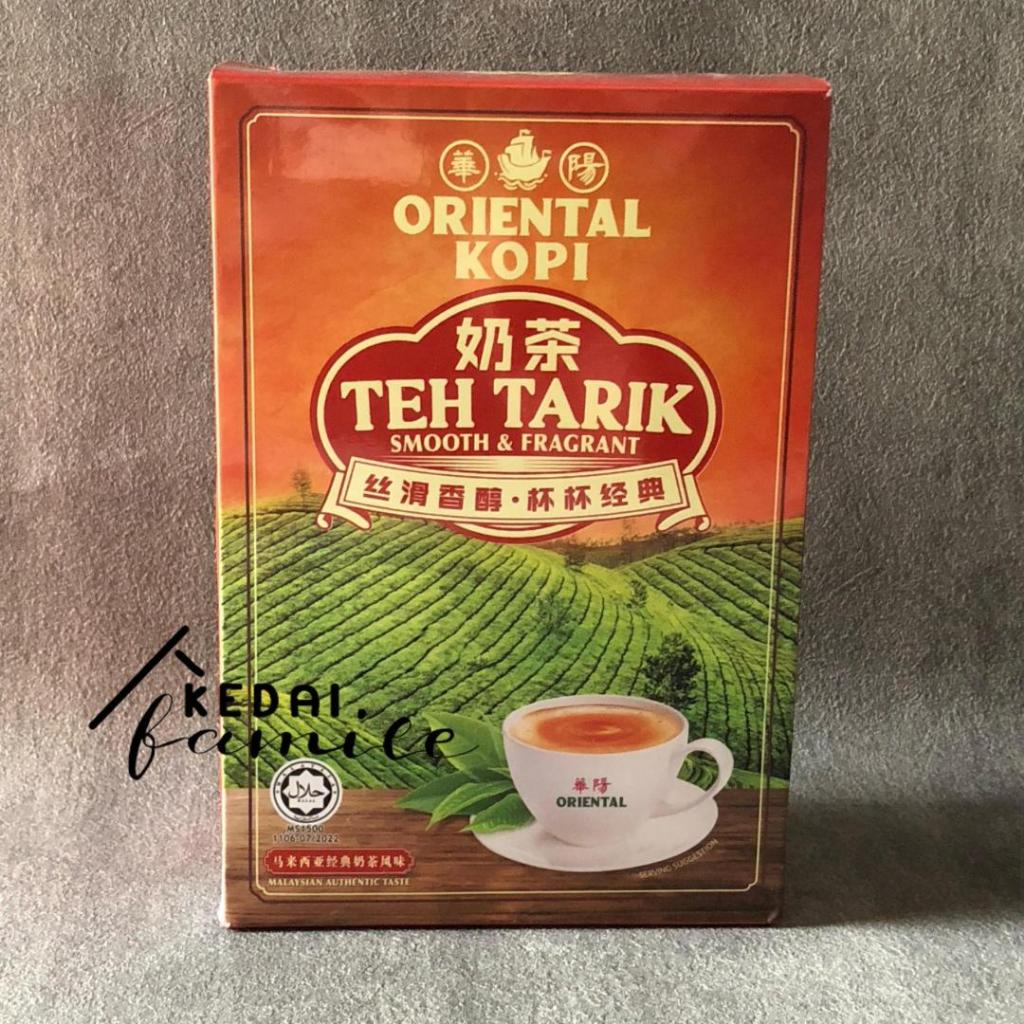 華 陽
ORIENTAL
KOPI
奶茶
TEH TARIK
SMOOTH & FRAGRANT
丝滑香醇·杯杯经典
KEDAI
famile
華陽
ORIENTAL
حلال
MS1500
1106-07/2022
马来西亚经典奶茶风味
MALAYSIAN AUTHENTIC TASTE
SERVING SUGGESTION